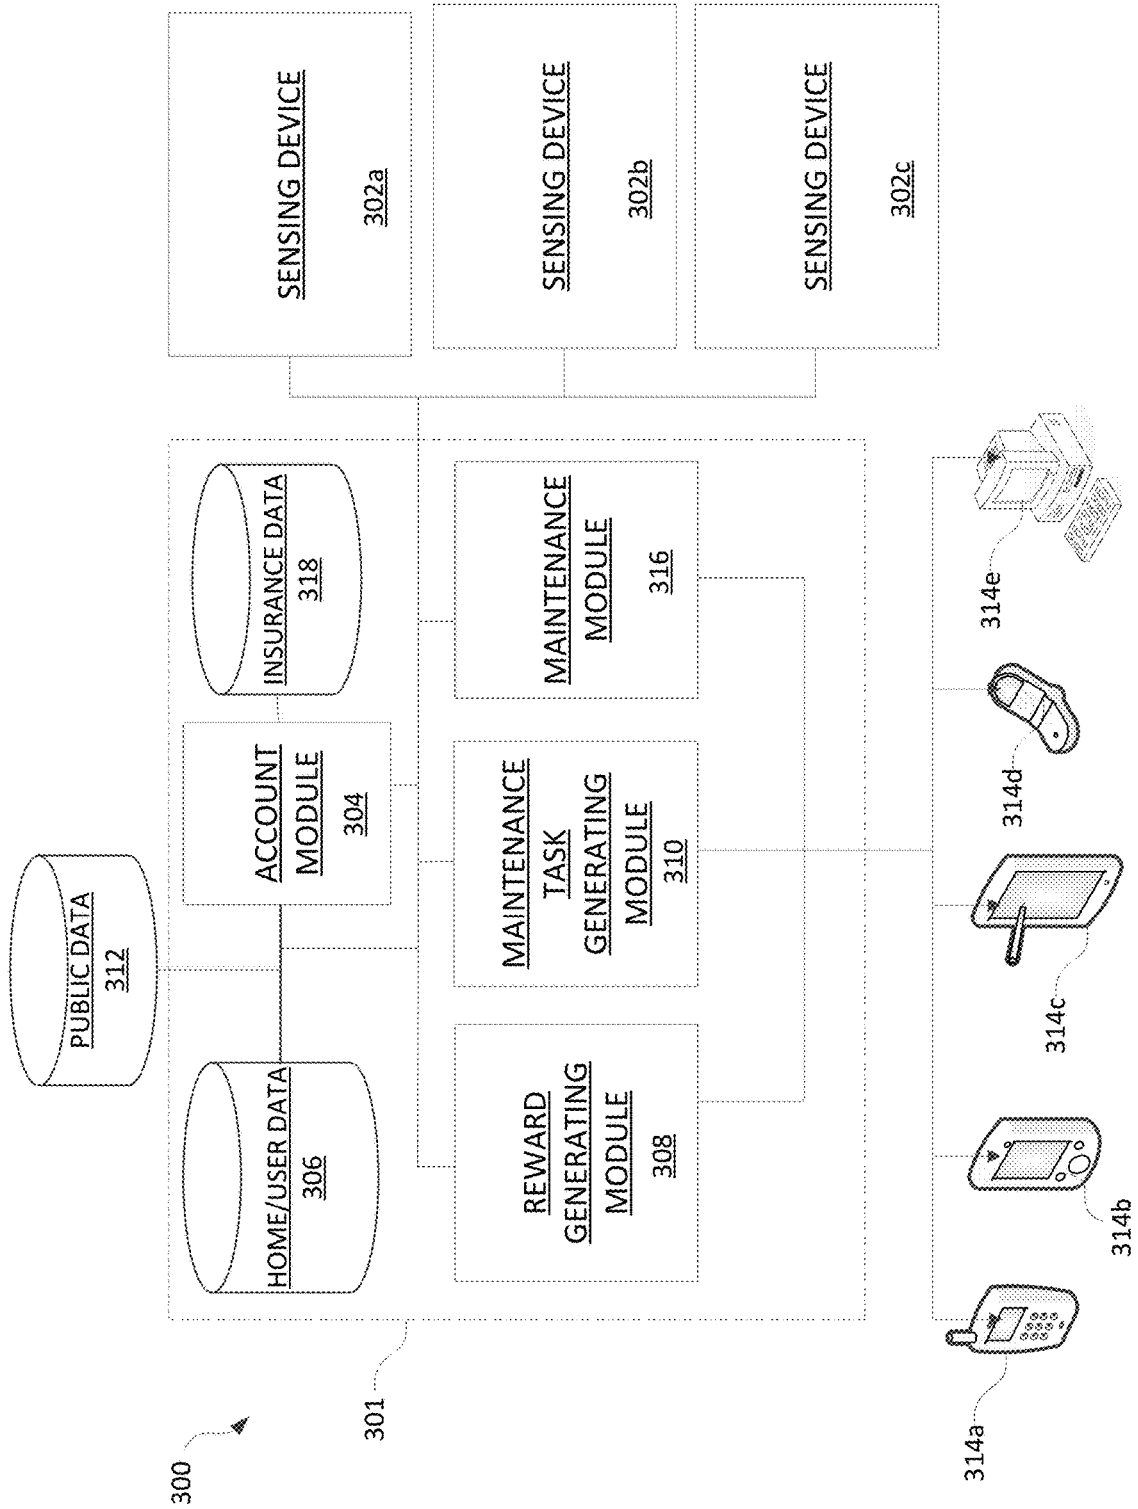 300
301
PUBLIC DATA
312
HOME/USER DATA
306
ACCOUNT
MODULE
304
INSURANCE DATA
318
REWARD
GENERATING
MODULE
308
MAINTENANCE
TASK
GENERATING
MODULE
310
MAINTENANCE
MODULE
316
SENSING DEVICE
302a
SENSING DEVICE
302b
SENSING DEVICE
302c
314a
314b
314c
314d
314e